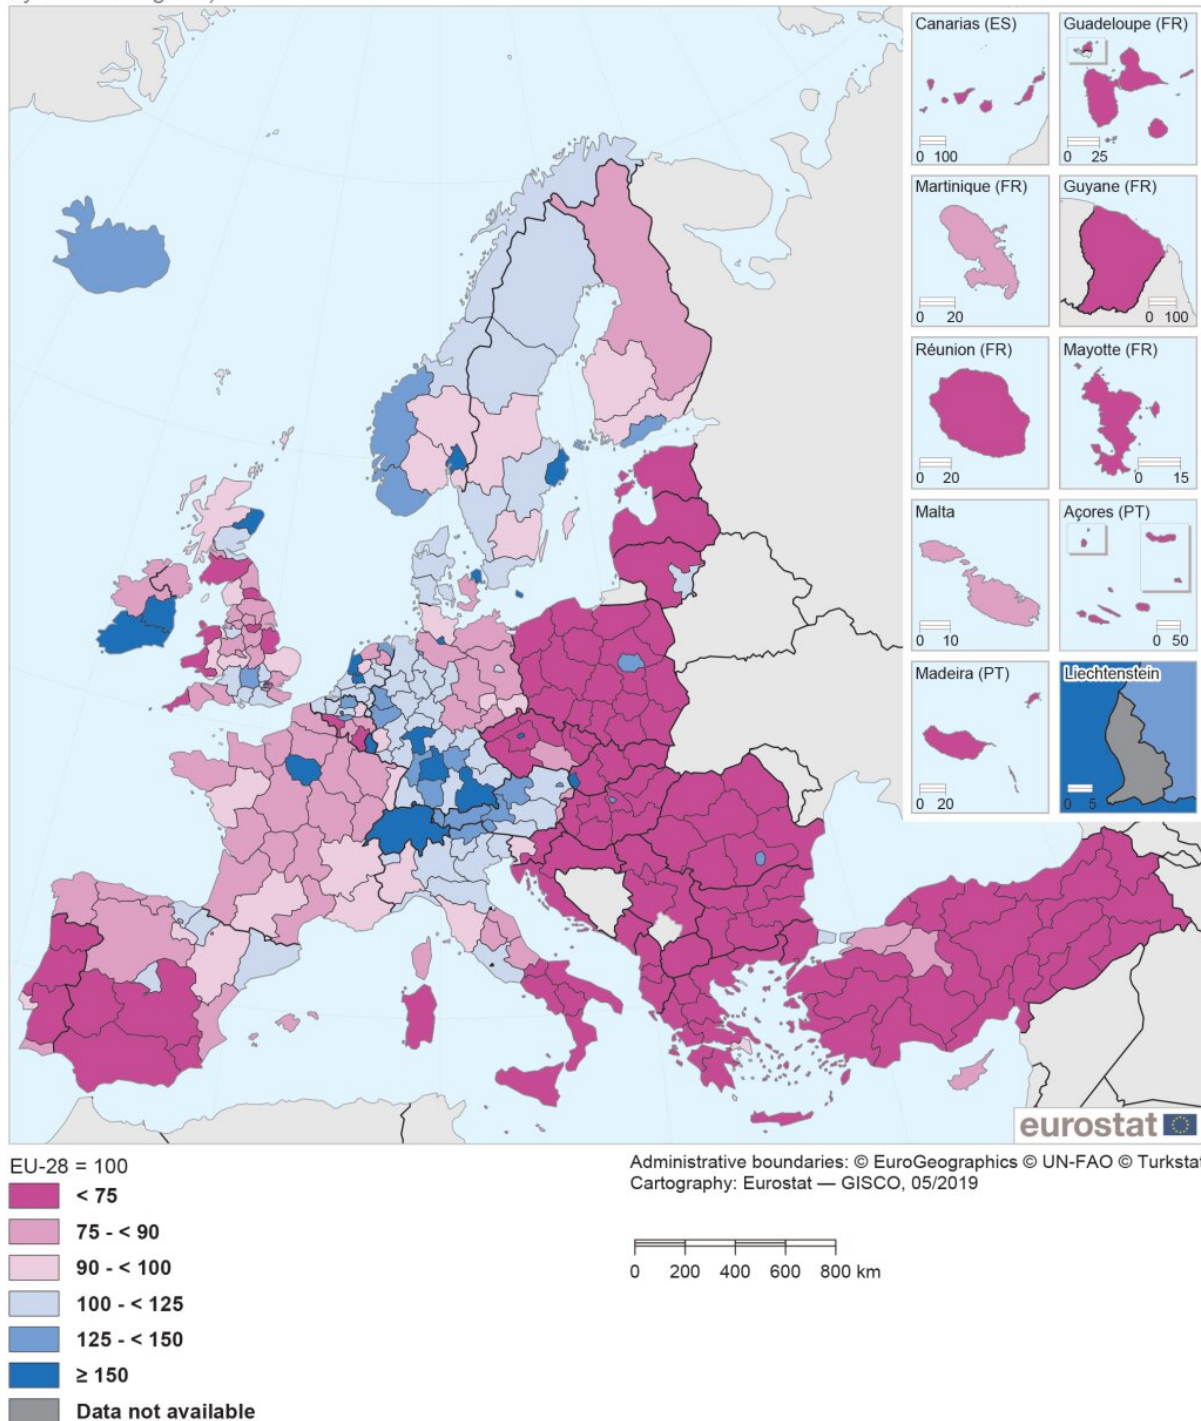 Canarias (ES)
0 100
Guadeloupe (FR)
0 25
Martinique (FR)
0 20
Guyane (FR)
0 100
Réunion (FR)
0 20
Mayotte (FR)
0 15
Malta
0 10
Açores (PT)
0 50
Madeira (PT)
0 20
Liechtenstein
0 5
eurostat
EU-28 = 100
< 75
75 - < 90
90 - < 100
100 - < 125
125 - < 150
≥ 150
Data not available
Administrative boundaries: © EuroGeographics © UN-FAO © Turkstat
Cartography: Eurostat — GISCO, 05/2019
0 200 400 600 800 km